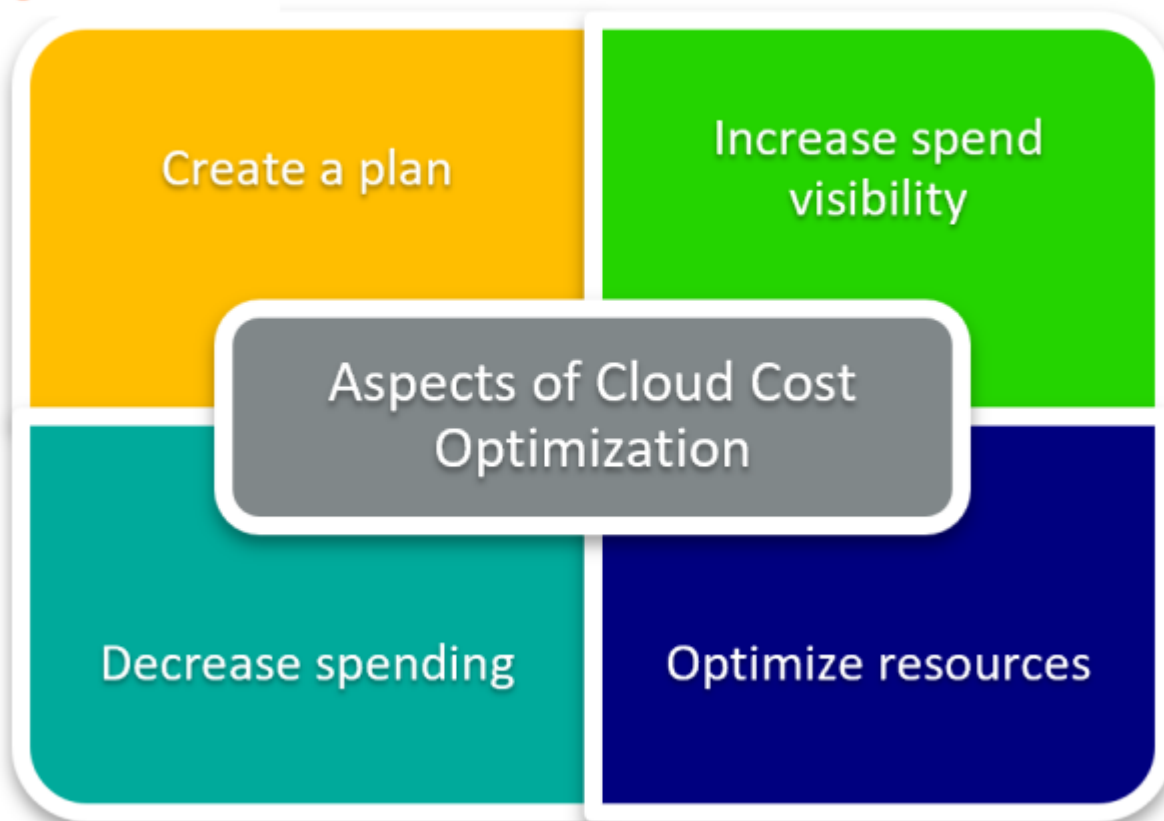 Create a plan
Increase spend
visibility
Aspects of Cloud Cost
Optimization
Decrease spending
Optimize resources